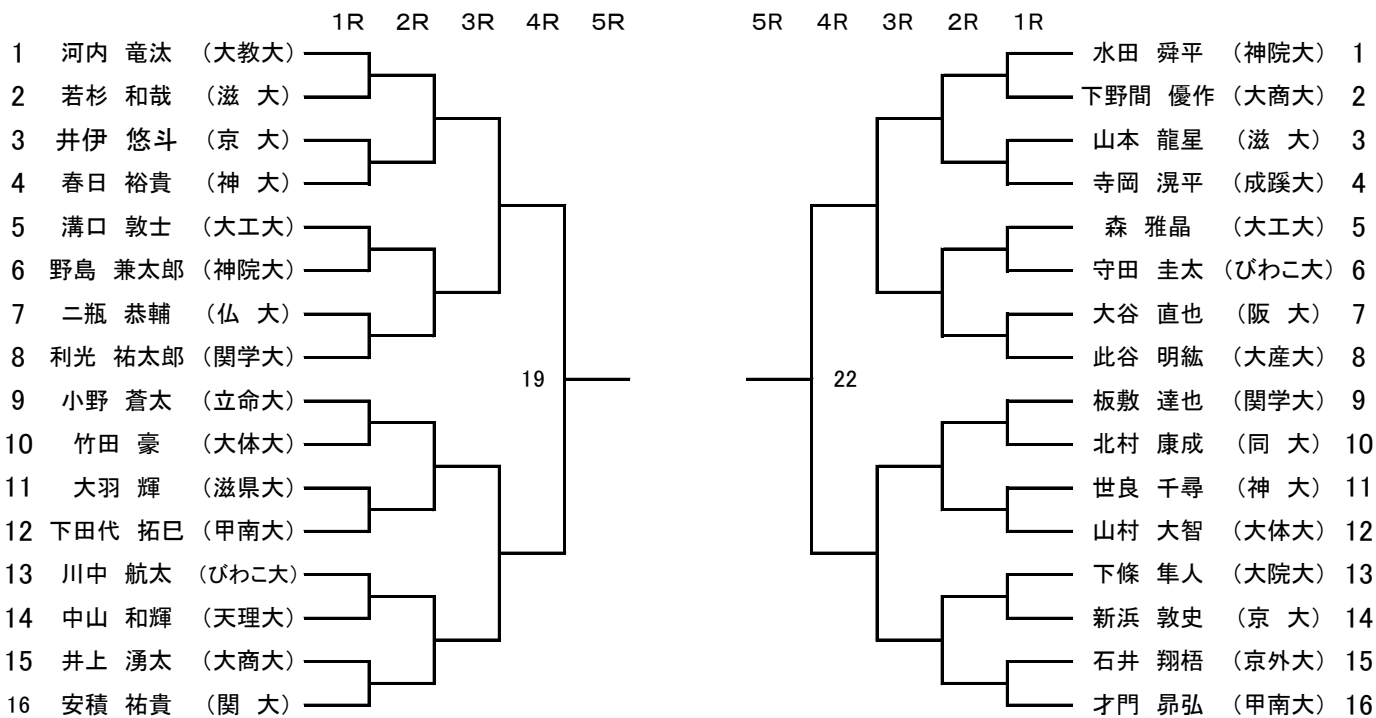 1R 2R 3R 4R 5R 5R 4R 3R 2R 1R
1 河内 竜汰 (大教大) 水田 舜平 (神院大) 1
2 若杉 和哉 (滋 大) 下野間 優作 (大商大) 2
3 井伊 悠斗 (京 大) 山本 龍星 (滋 大) 3
4 春日 裕貴 (神 大) 寺岡 滉平 (成蹊大) 4
5 溝口 敦士 (大工大) 森 雅晶 (大工大) 5
6 野島 兼太郎 (神院大) 守田 圭太 (びわこ大) 6
7 二瓶 恭輔 (仏 大) 大谷 直也 (阪 大) 7
8 利光 祐太郎 (関学大) 此谷 明紘 (大産大) 8
19 22
9 小野 蒼太 (立命大) 板敷 達也 (関学大) 9
10 竹田 豪 (大体大) 北村 康成 (同 大) 10
11 大羽 輝 (滋県大) 世良 千尋 (神 大) 11
12 下田代 拓巳 (甲南大) 山村 大智 (大体大) 12
13 川中 航太 (びわこ大) 下條 隼人 (大院大) 13
14 中山 和輝 (天理大) 新浜 敦史 (京 大) 14
15 井上 湧太 (大商大) 石井 翔梧 (京外大) 15
16 安積 祐貴 (関 大) 才門 昴弘 (甲南大) 16